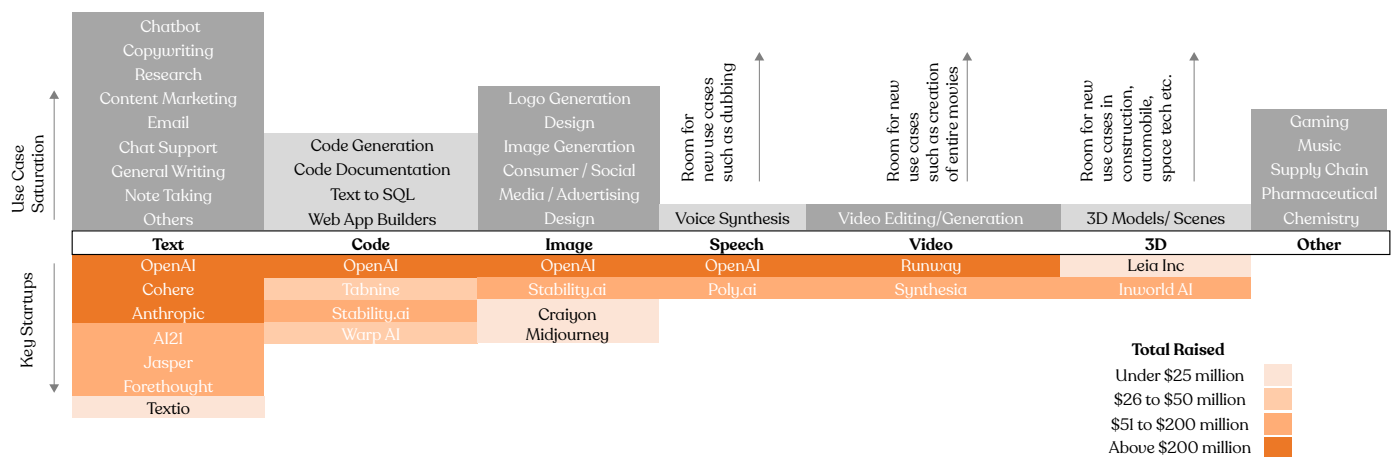 Use Case
Saturation
Chatbot
Copywriting
Research
Content Marketing
Email
Chat Support
General Writing
Note Taking
Others
Code Generation
Code Documentation
Text to SQL
Web App Builders
Logo Generation
Design
Image Generation
Consumer / Social
Media / Advertising
Design
Room for
new use cases
such as dubbing
Voice Synthesis
Room for new
use cases
such as creation
of entire movies
Video Editing/Generation
Room for new
use cases in
construction,
automobile,
space tech etc.
3D Models/ Scenes
Gaming
Music
Supply Chain
Pharmaceutical
Chemistry
Text
Code
Image
Speech
Video
3D
Other
Key Startups
OpenAI
Cohere
Anthropic
AI21
Jasper
Forethought
Textio
OpenAI
Tabnine
Stability.ai
Warp AI
OpenAI
Stability.ai
Craiyon
Midjourney
OpenAI
Poly.ai
Runway
Synthesia
Leia Inc
Inworld AI
Total Raised
Under $25 million
$26 to $50 million
$51 to $200 million
Above $200 million